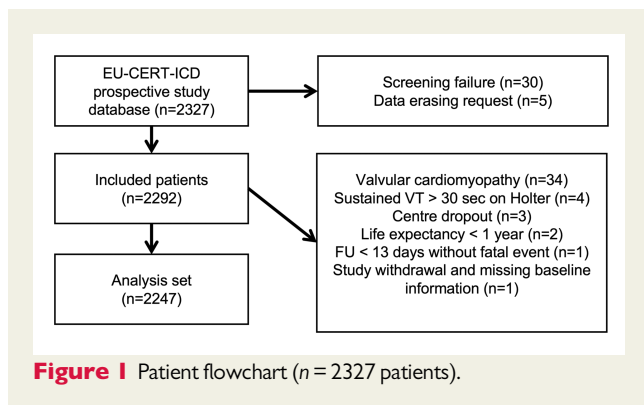 EU-CERT-ICD
prospective study
database (n=2327)
Screening failure (n=30)
Data erasing request (n=5)
Included patients
(n=2292)
Valvular cardiomyopathy (n=34)
Sustained VT > 30 sec on Holter (n=4)
Centre dropout (n=3)
Life expectancy < 1 year (n=2)
FU < 13 days without fatal event (n=1)
Study withdrawal and missing baseline
information (n=1)
Analysis set
(n=2247)
Figure 1 Patient flowchart (n = 2327 patients).